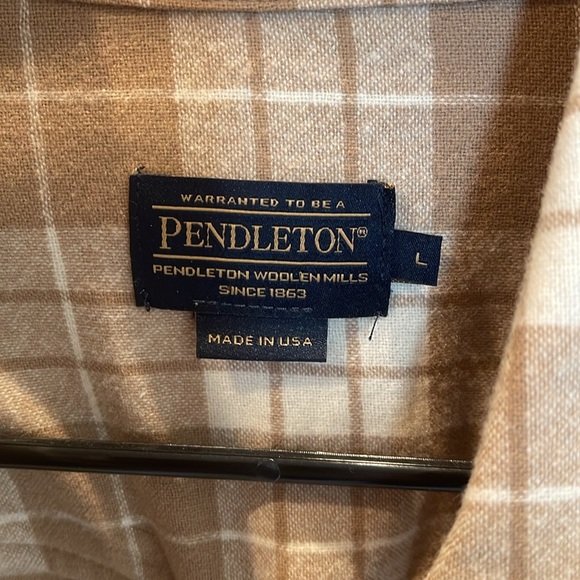 WARRANTED TO BE A
PENDLETON®
PENDLETON WOOLEN MILLS
SINCE 1863
L
MADE IN USA